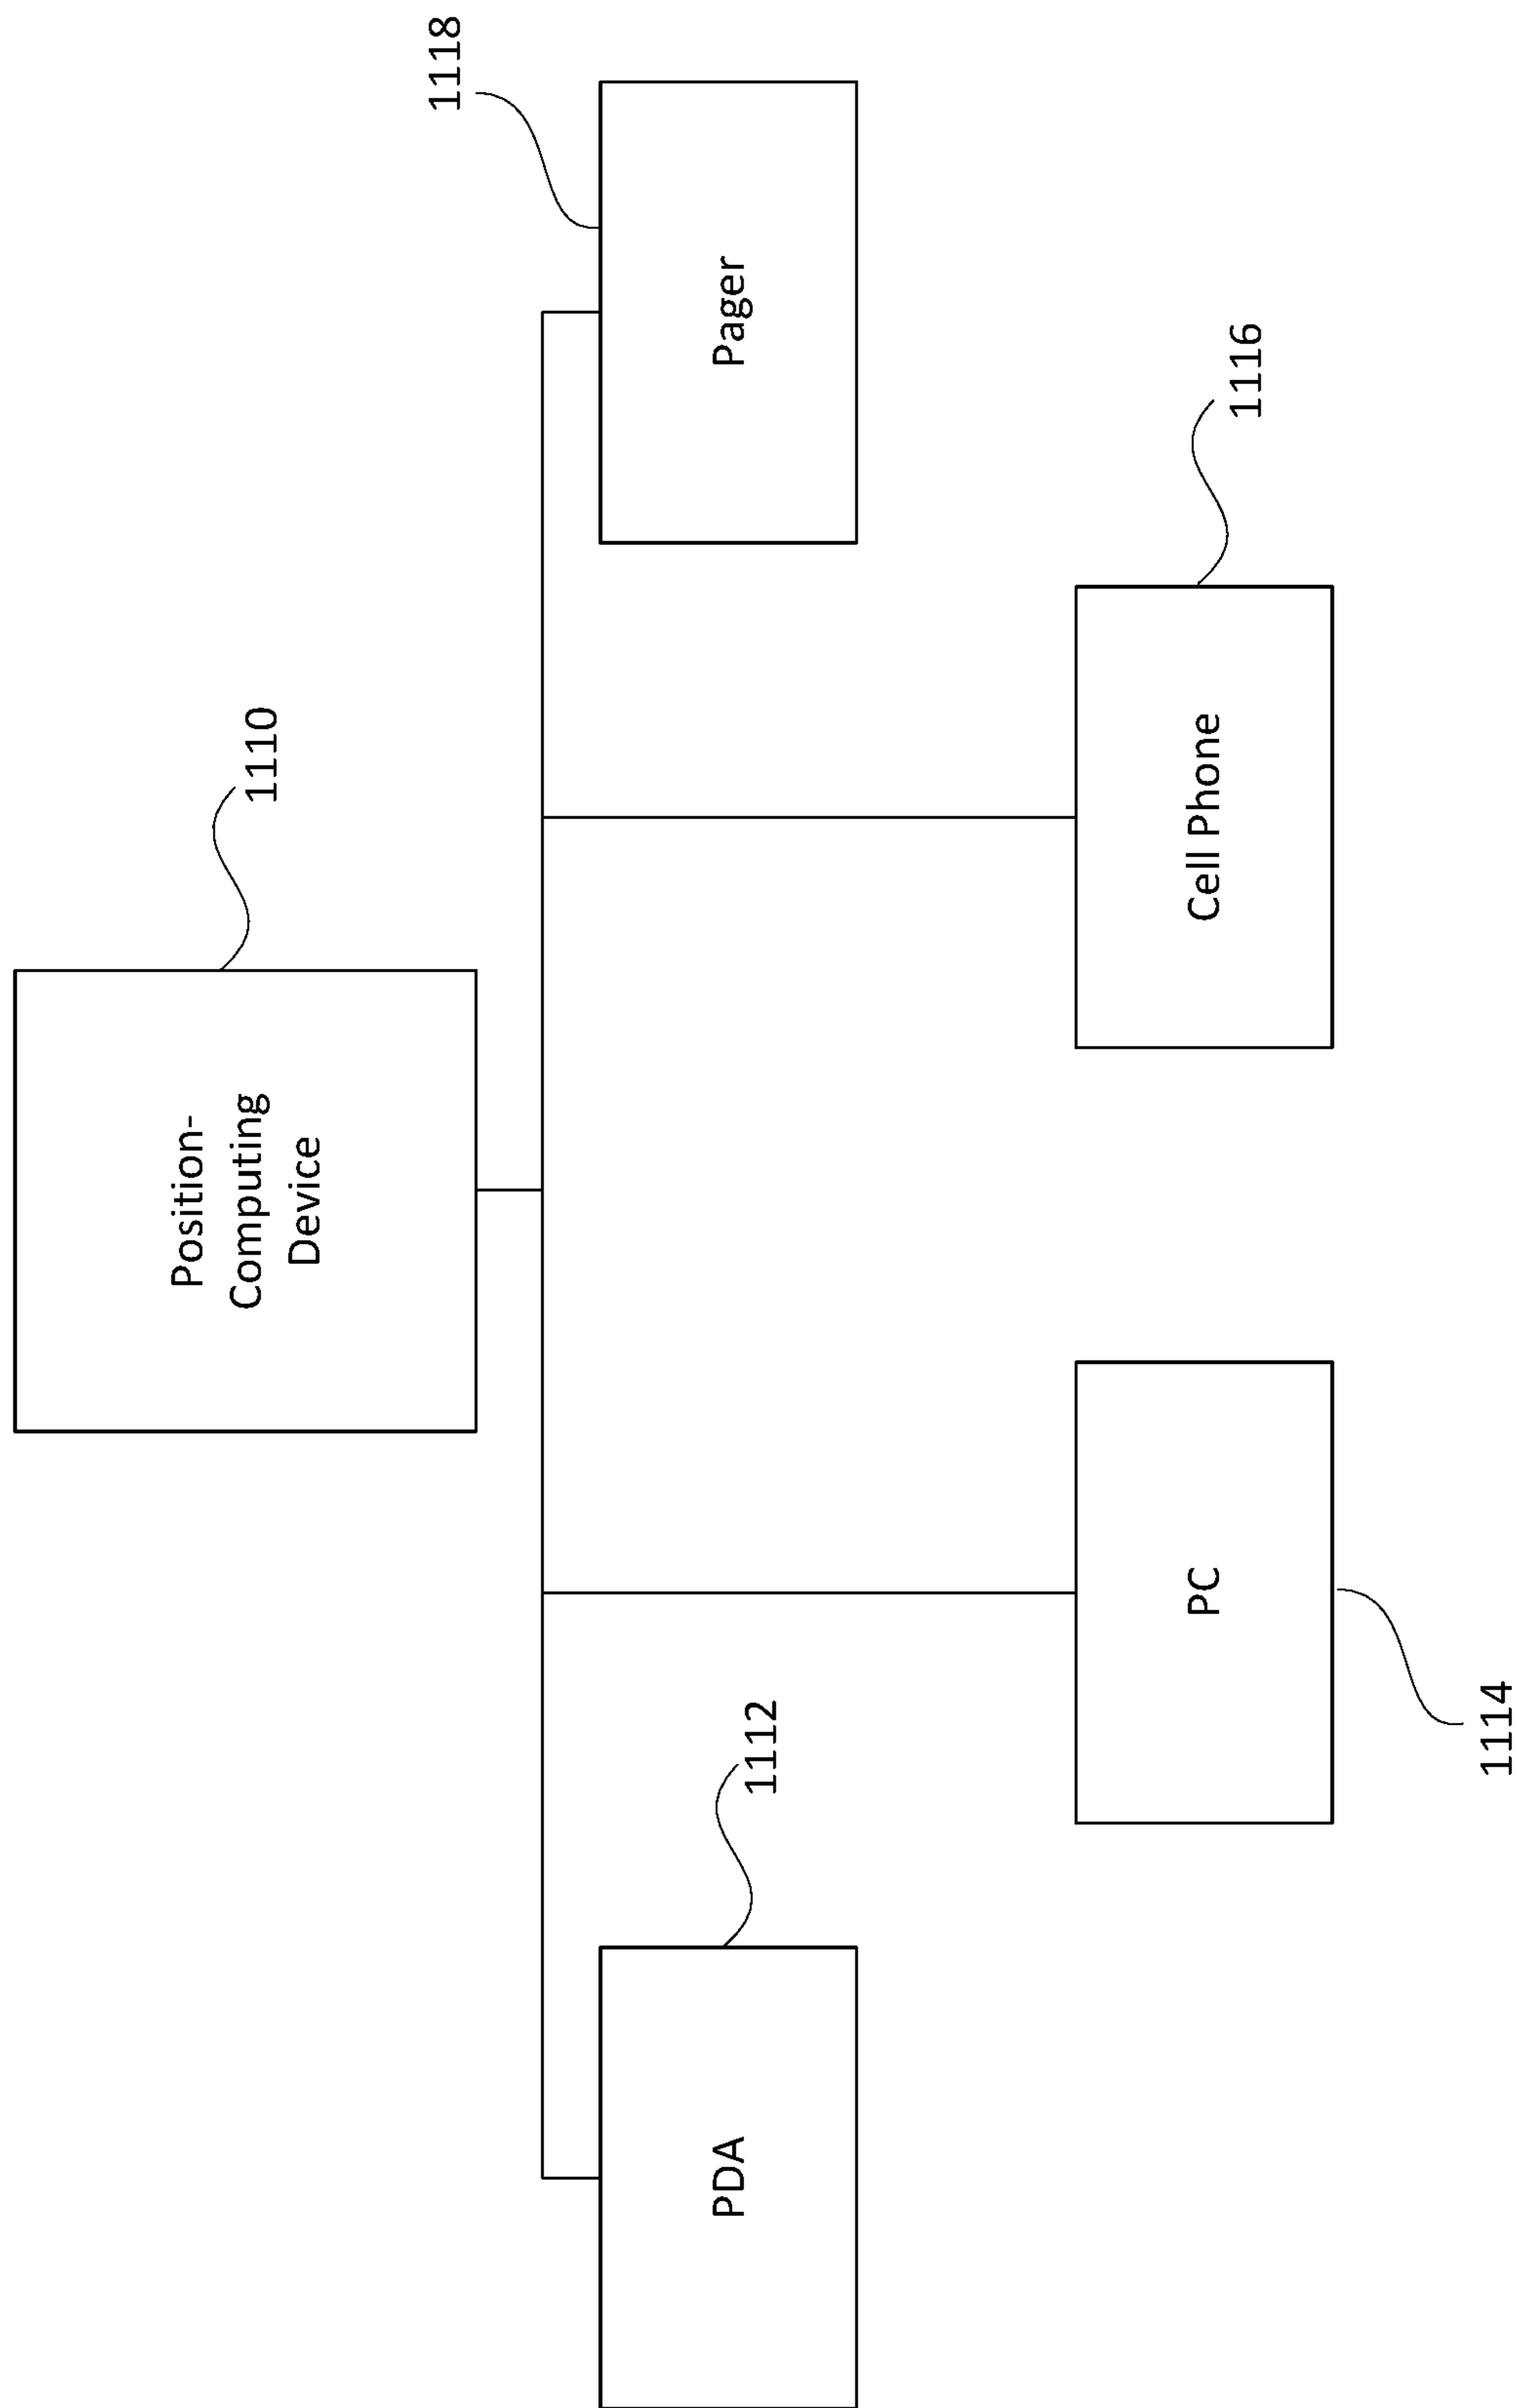 Position-
Computing
Device
1110
PDA
1112
Pager
1118
PC
1114
Cell Phone
1116